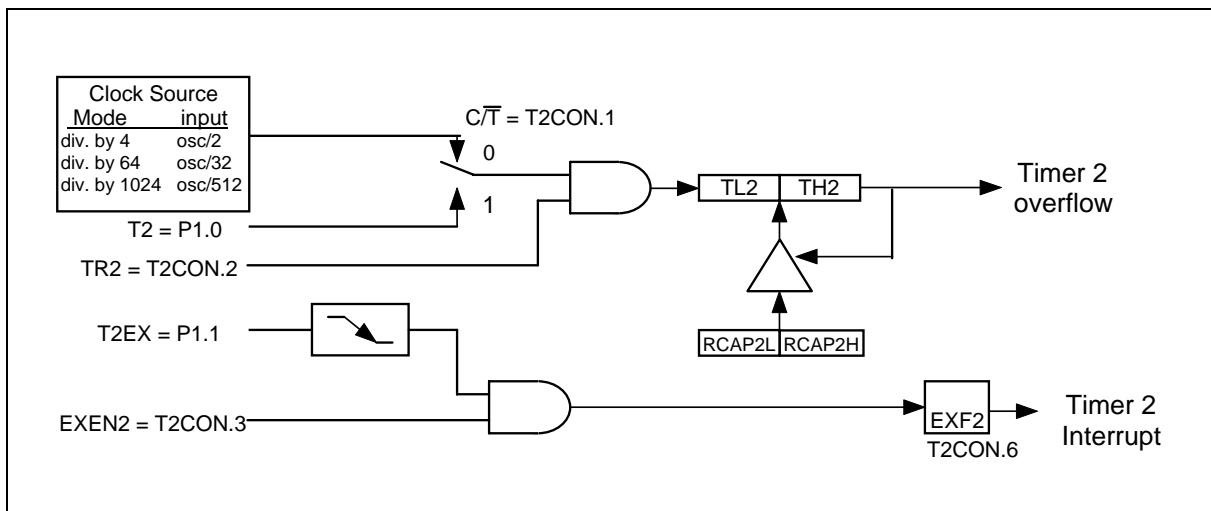 Clock Source
Mode input
div. by 4 osc/2
div. by 64 osc/32
div. by 1024 osc/512
C/T̅ = T2CON.1
0
1
T2 = P1.0
TR2 = T2CON.2
TL2 TH2
Timer 2
overflow
T2EX = P1.1
RCAP2L RCAP2H
EXEN2 = T2CON.3
EXF2
T2CON.6
Timer 2
Interrupt